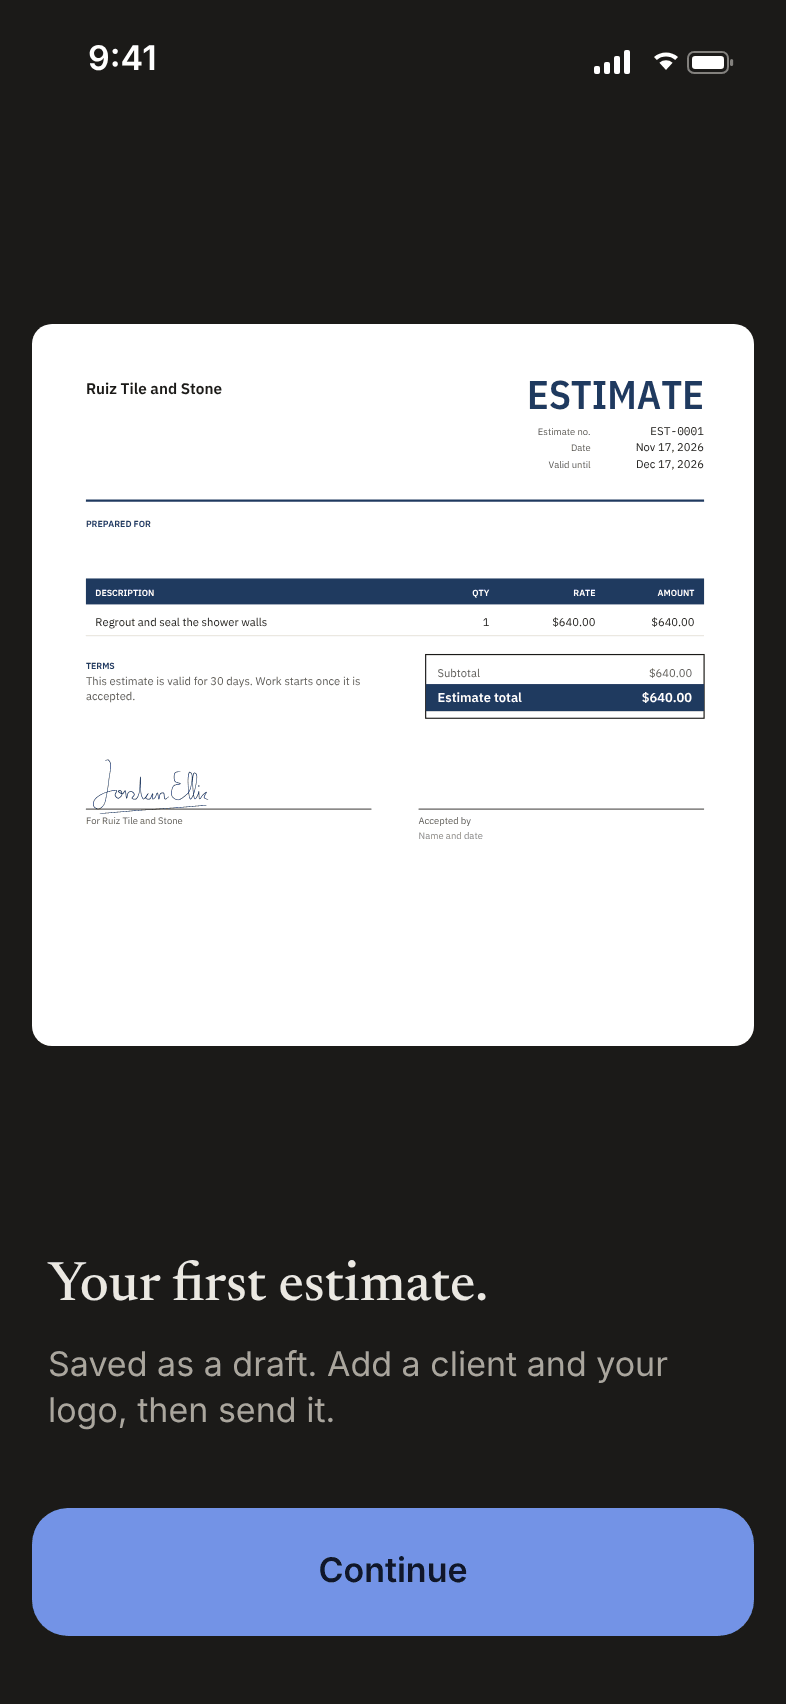 9:41
Ruiz Tile and Stone
ESTIMATE
Estimate no. EST-0001
Date Nov 17, 2026
Valid until Dec 17, 2026
PREPARED FOR
DESCRIPTION QTY RATE AMOUNT
Regrout and seal the shower walls 1 $640.00 $640.00
TERMS
This estimate is valid for 30 days. Work starts once it is
accepted.
Subtotal $640.00
Estimate total $640.00
Jordan Ellis
For Ruiz Tile and Stone
Accepted by
Name and date
Your first estimate.
Saved as a draft. Add a client and your
logo, then send it.
Continue